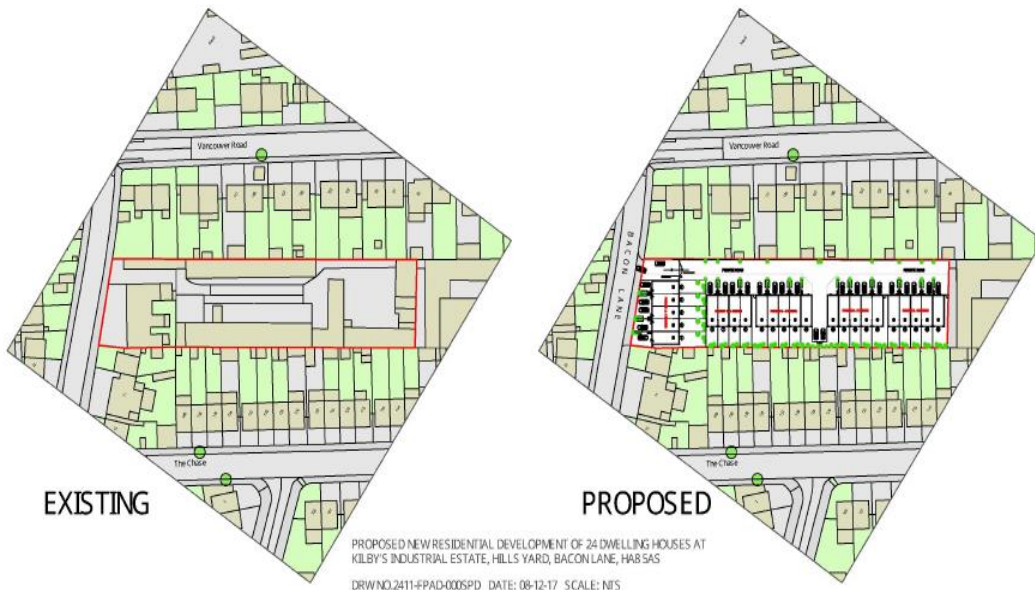 Vancouver Road
Vancouver Road
BACON LANE
The Chase
The Chase
EXISTING
PROPOSED
PROPOSED NEW RESIDENTIAL DEVELOPMENT OF 24 DWELLING HOUSES AT
KILBY'S INDUSTRIAL ESTATE, HILLS YARD, BACON LANE, HA8 5AS
DRW NO.2411-FPAD-000SPD DATE: 08-12-17 SCALE: NTS